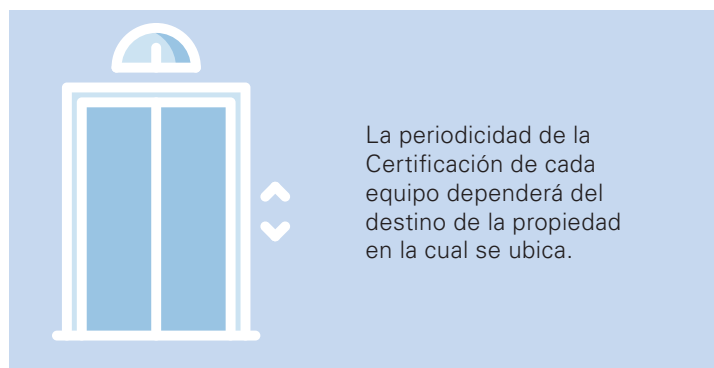 La periodicidad de la
Certificación de cada
equipo dependerá del
destino de la propiedad
en la cual se ubica.